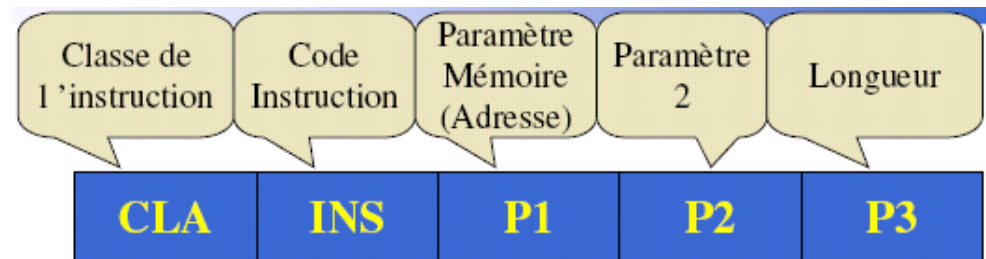 Classe de
l ’instruction
Code
Instruction
Paramètre
Mémoire
(Adresse)
Paramètre
2
Longueur
CLA
INS
P1
P2
P3